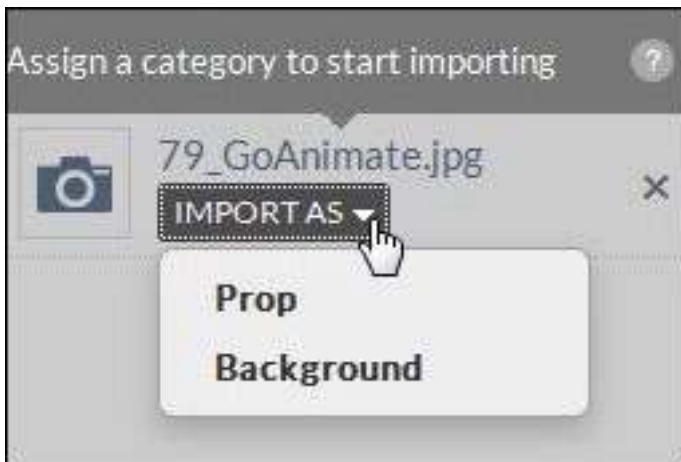 Assign a category to start importing ?
79_GoAnimate.jpg
IMPORT AS
Prop
Background